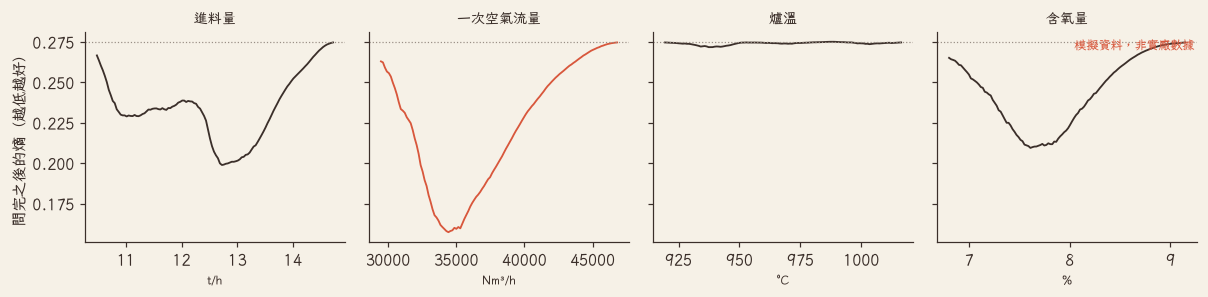 進料量
一次空氣流量
爐溫
含氧量
模擬資料，非實廠數據
問完之後的熵（越低越好）
0.275
0.250
0.225
0.200
0.175
11 12 13 14
30000 35000 40000 45000
925 950 975 1000
7 8 9
t/h
Nm³/h
°C
%